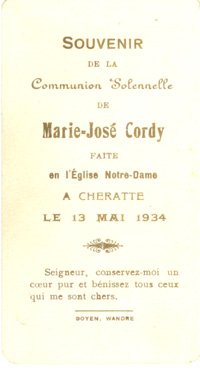 SOUVENIR
DE LA
Communion Solennelle
DE
Marie-José Cordy
FAITE
en l'Église Notre-Dame
A CHERATTE
LE 13 MAI 1934
Seigneur, conservez-moi un
cœur pur et bénissez tous ceux
qui me sont chers.
DOYEN, WANDRE